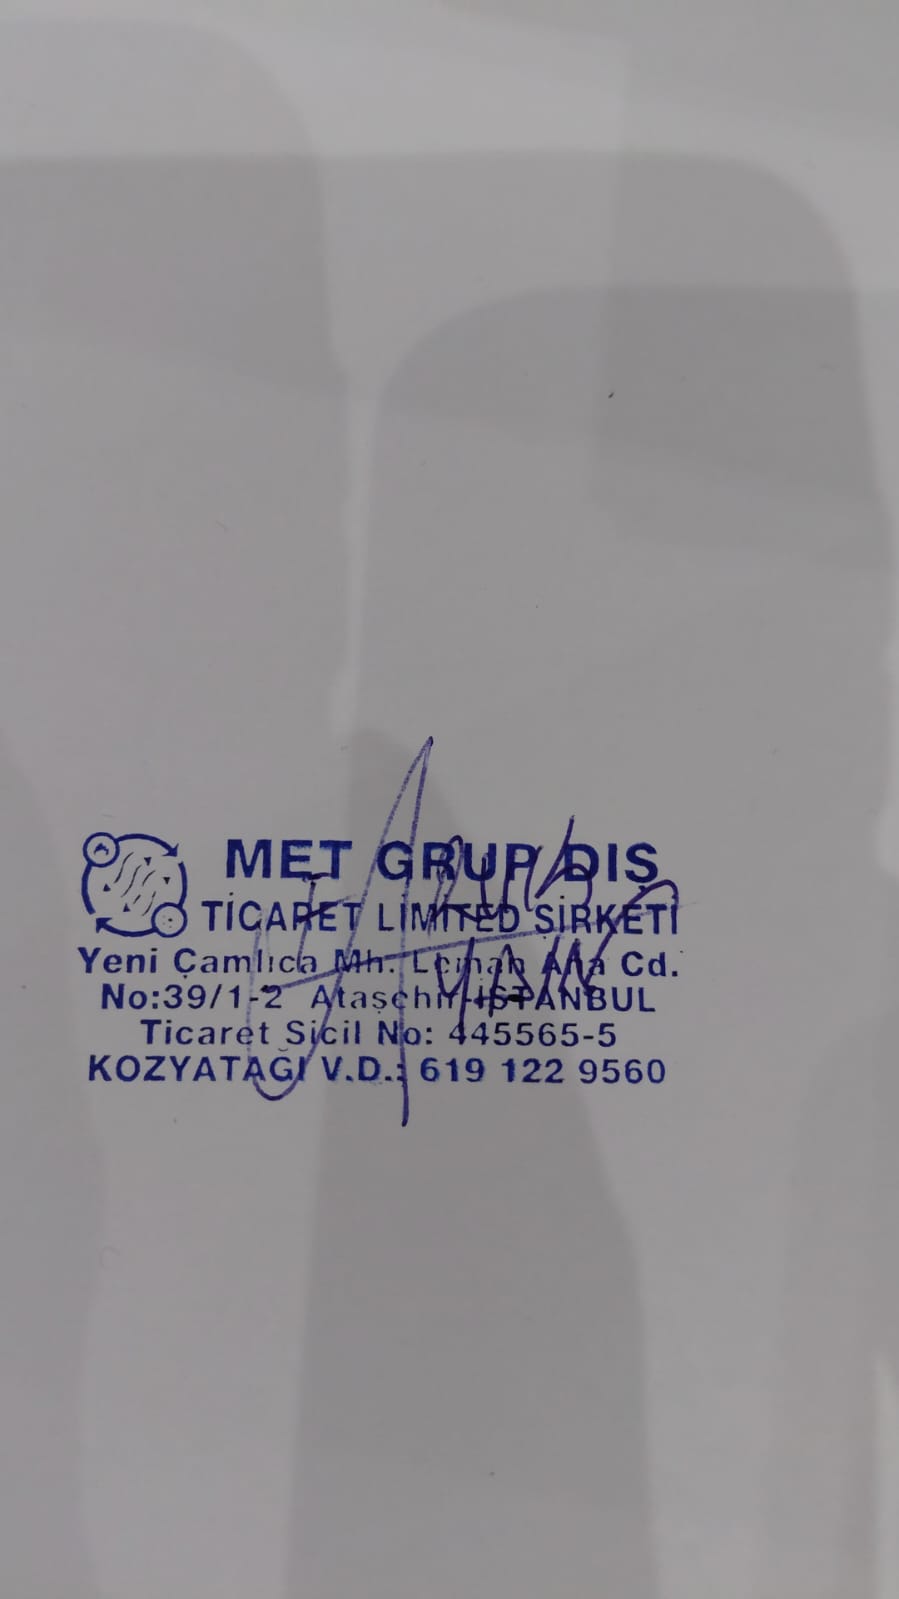 MET GRUP DIŞ
TİCARET LİMİTED ŞİRKETİ
Yeni Çamlıca Mh. Leman Ana Cd.
No:39/1-2 Ataşehir-İSTANBUL
Ticaret Sicil No: 445565-5
KOZYATAĞI V.D.: 619 122 9560